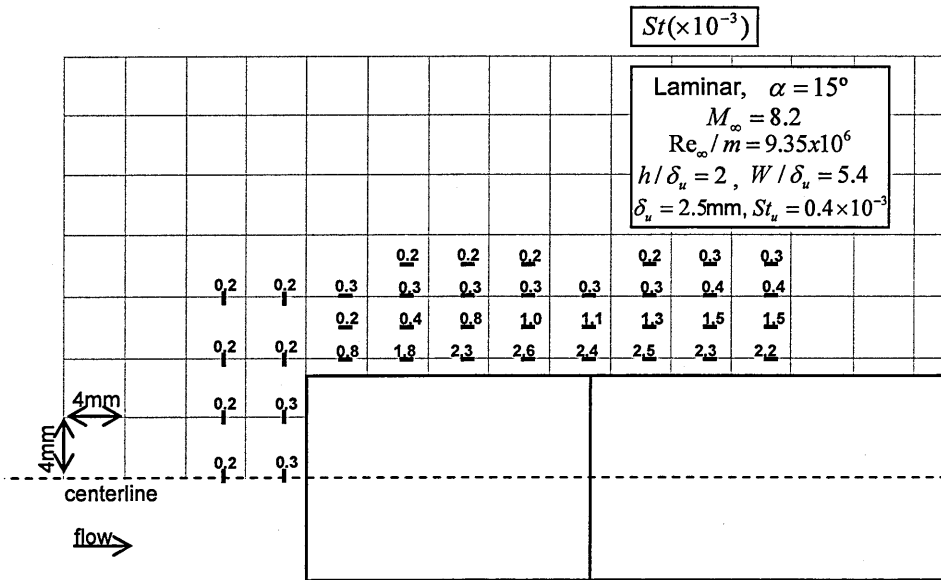 St(×10⁻³)
Laminar, α = 15º
M∞ = 8.2
Re∞/m = 9.35x10⁶
h/δᵤ = 2 , W/δᵤ = 5.4
δᵤ = 2.5mm, Stᵤ = 0.4×10⁻³
0.2 0.2 0.2 0.2 0.3 0.3
0.2 0.2 0.3 0.3 0.3 0.3 0.3 0.3 0.4 0.4
0.2 0.4 0.8 1.0 1.1 1.3 1.5 1.5
0.2 0.2 0.8 1.8 2.3 2.6 2.4 2.5 2.3 2.2
4mm 0.2 0.3
4mm
0.2 0.3
centerline
flow